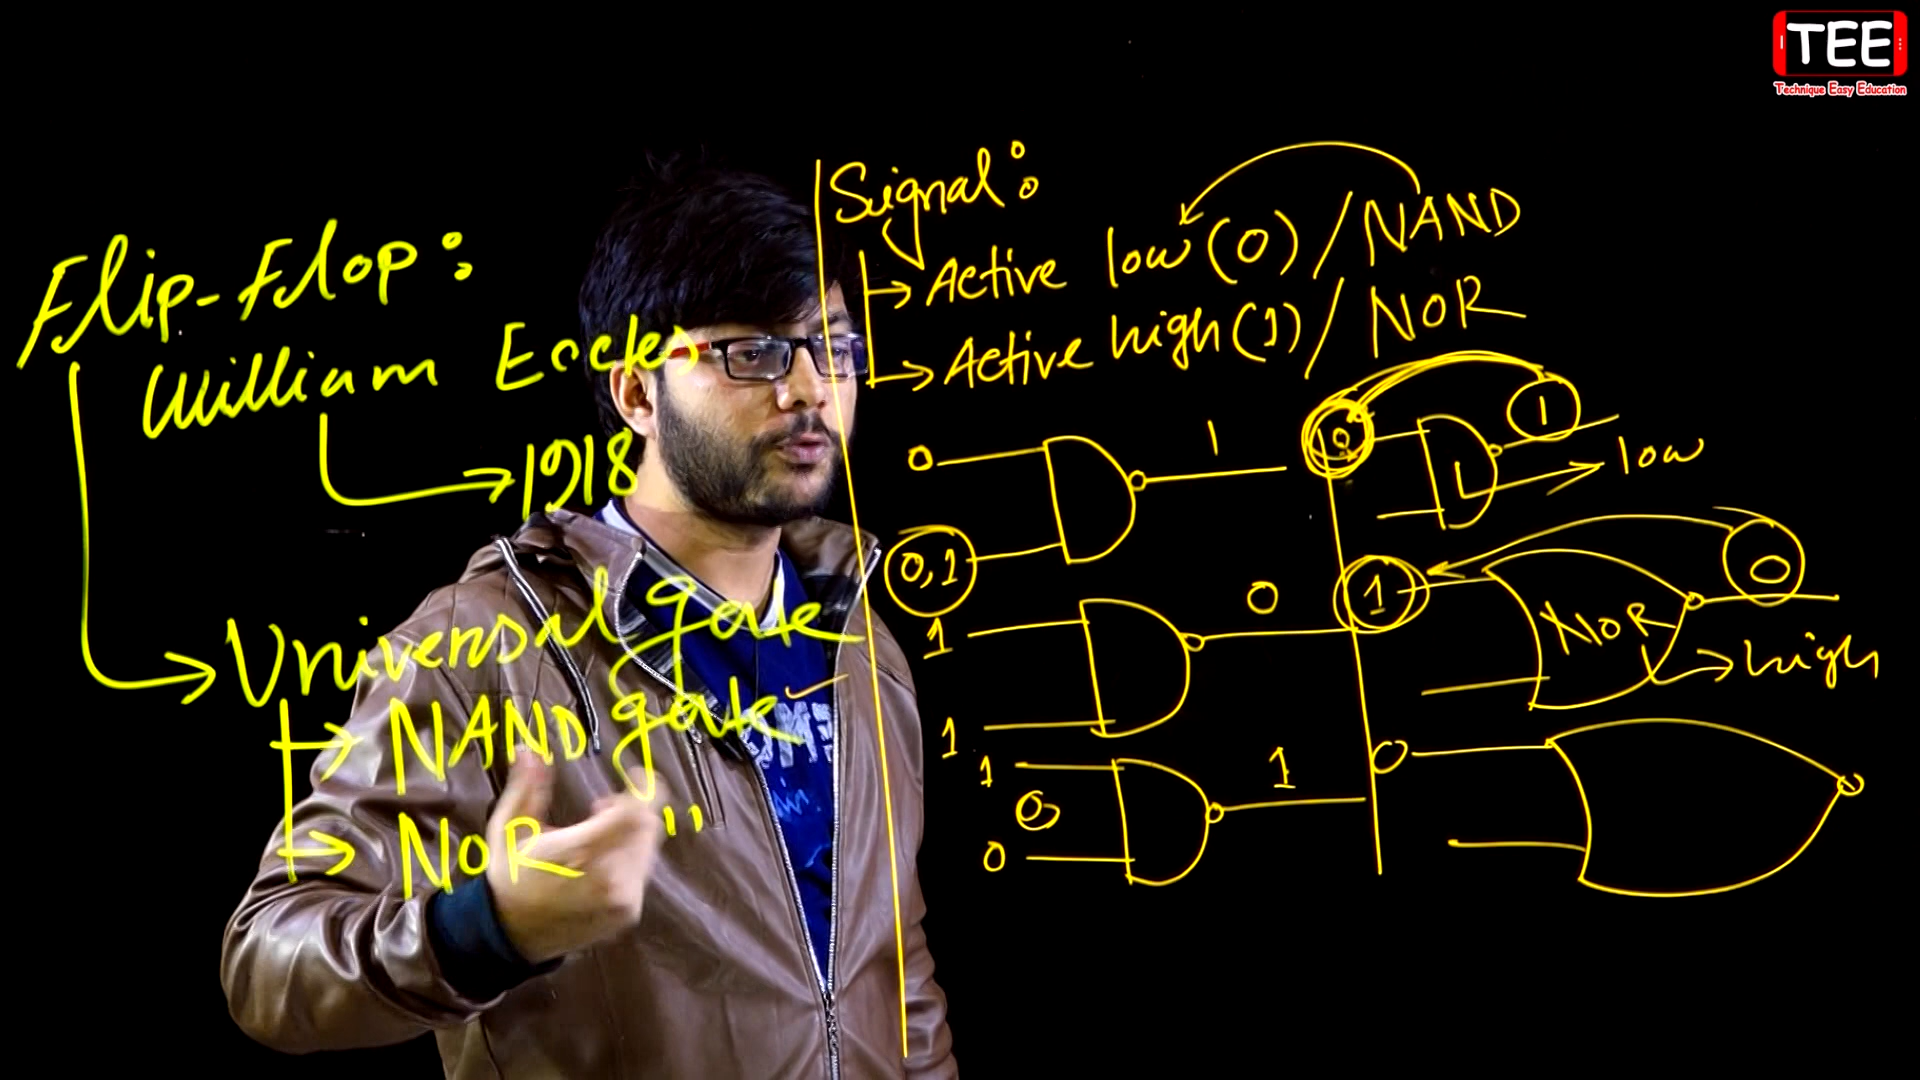 TEE
Technique Easy Education
Flip-Flop:
William Eccles
1918
Universal gate
NAND gate
NOR "
Signal:
Active low (0) / NAND
Active high (1) / NOR
0
0,1
1
0
1
low
1
1
0
1
NOR
0
high
1
0
0
1
0